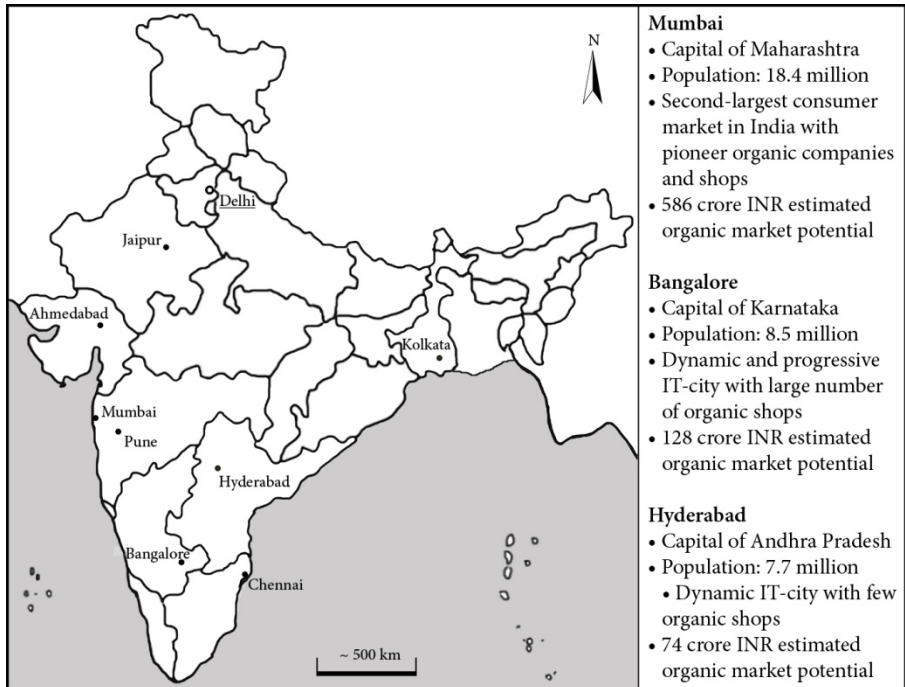 N
Delhi
Jaipur
Ahmedabad
Kolkata
Mumbai
Pune
Hyderabad
Bangalore
Chennai
~ 500 km
Mumbai
• Capital of Maharashtra
• Population: 18.4 million
• Second-largest consumer
market in India with
pioneer organic companies
and shops
• 586 crore INR estimated
organic market potential
Bangalore
• Capital of Karnataka
• Population: 8.5 million
• Dynamic and progressive
IT-city with large number
of organic shops
• 128 crore INR estimated
organic market potential
Hyderabad
• Capital of Andhra Pradesh
• Population: 7.7 million
• Dynamic IT-city with few
organic shops
• 74 crore INR estimated
organic market potential